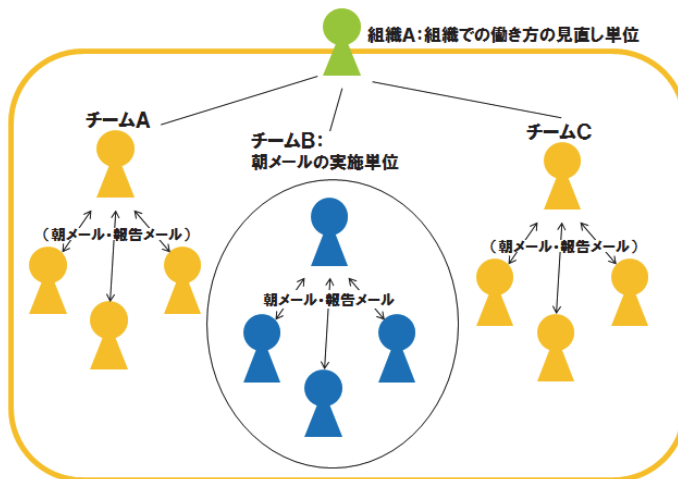 組織A：組織での働き方の見直し単位
チームA
チームB：
朝メールの実施単位
チームC
（朝メール・報告メール）
朝メール・報告メール
（朝メール・報告メール）